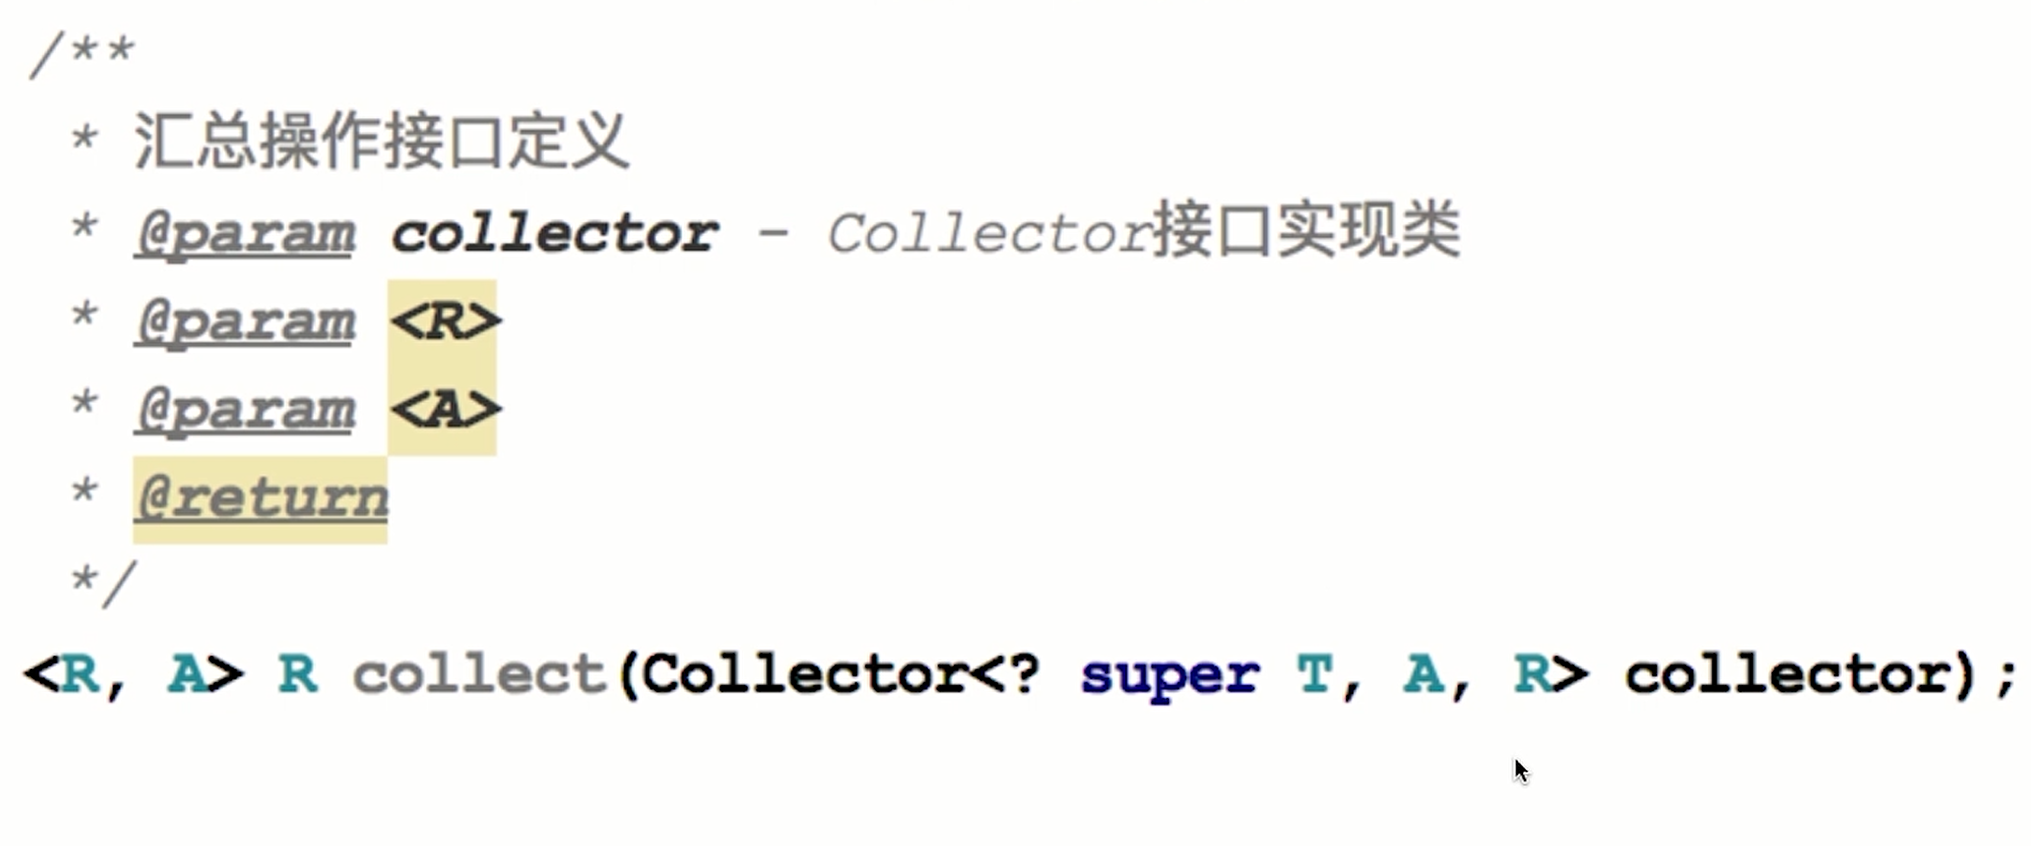 /**
* 汇总操作接口定义
* @param collector - Collector接口实现类
* @param <R>
* @param <A>
* @return
*/
<R, A> R collect(Collector<? super T, A, R> collector);